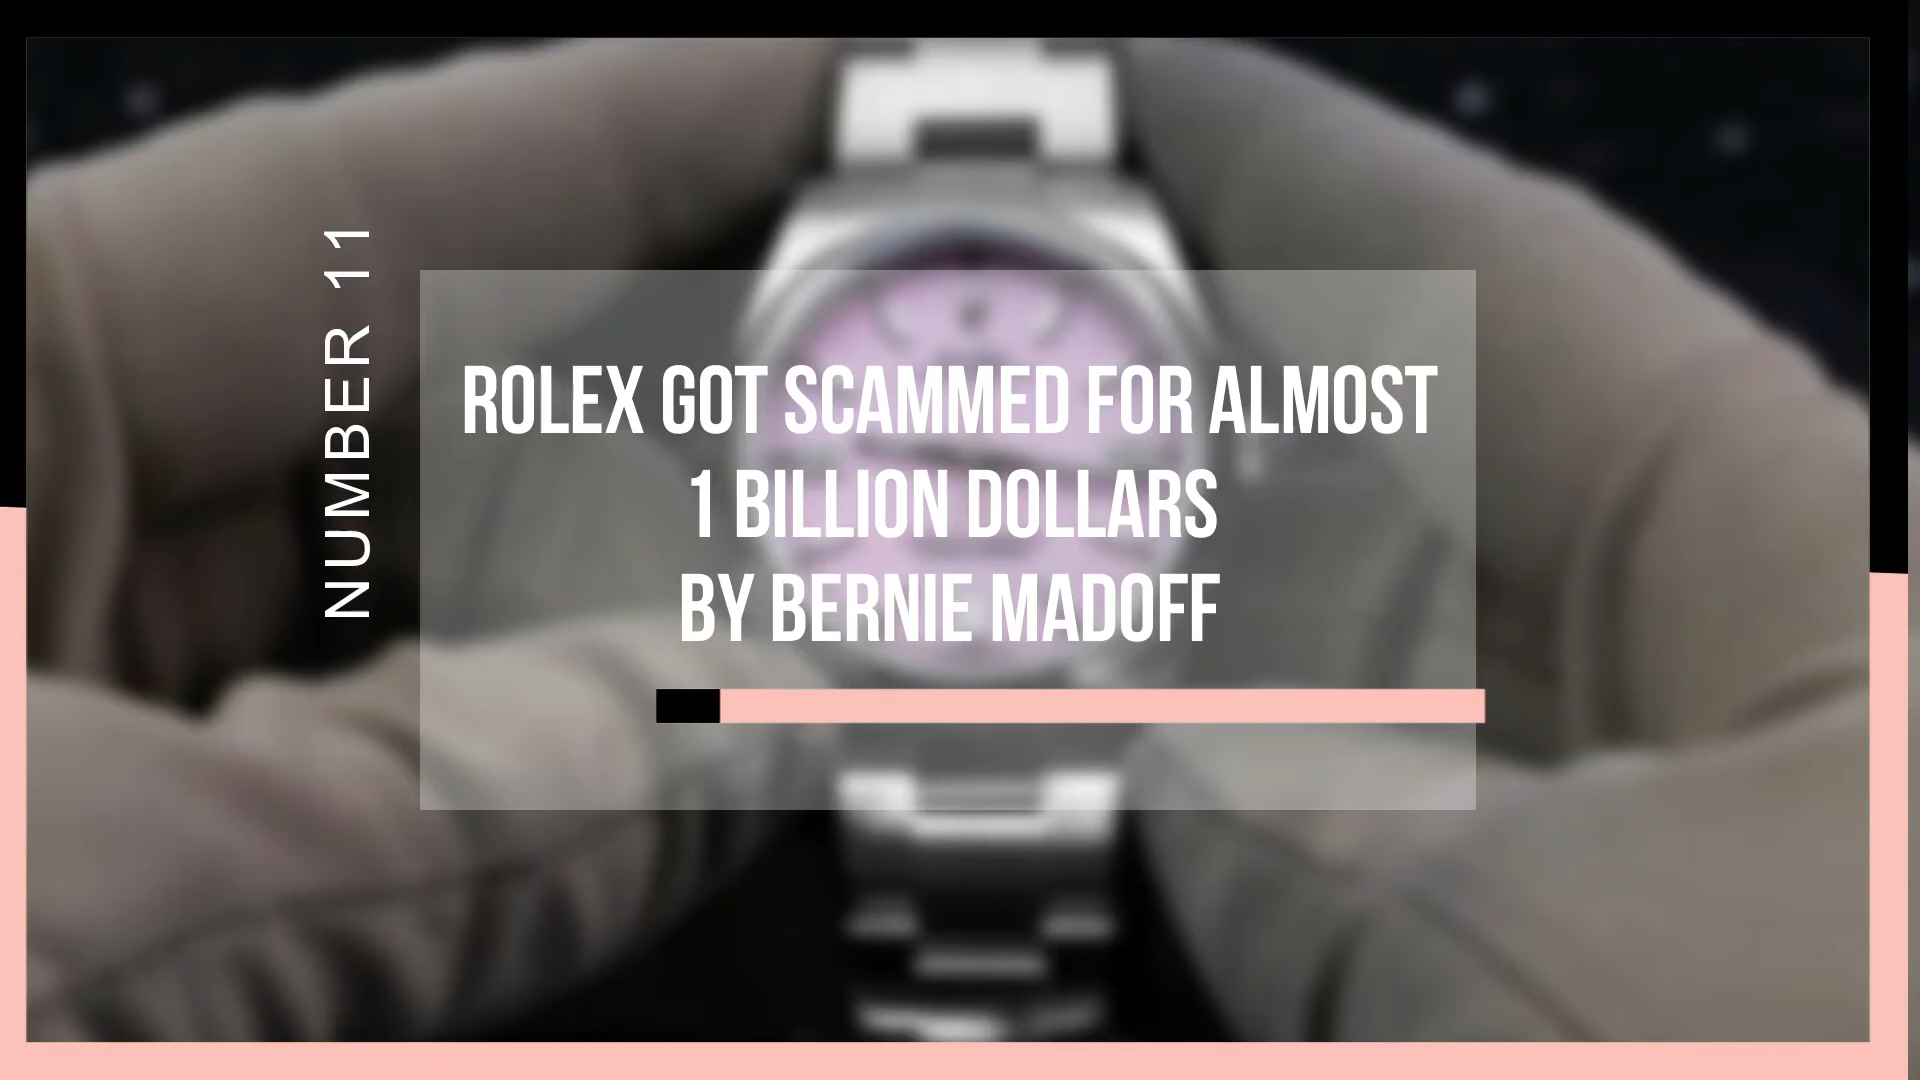 NUMBER 11
ROLEX GOT SCAMMED FOR ALMOST
1 BILLION DOLLARS
BY BERNIE MADOFF